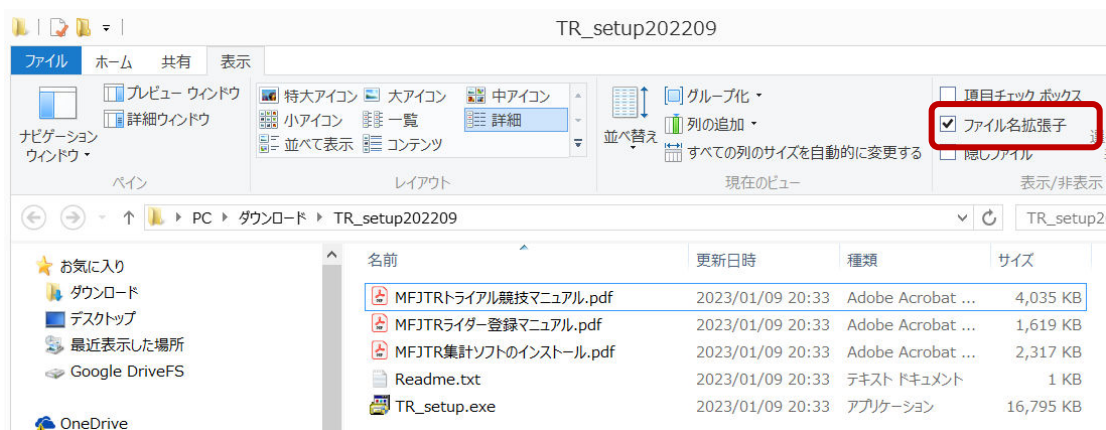 TR_setup202209
ファイル ホーム 共有 表示
プレビュー ウィンドウ
詳細ウィンドウ
ナビゲーション
ウィンドウ
ペイン
特大アイコン 大アイコン 中アイコン
小アイコン 一覧 詳細
並べて表示 コンテンツ
レイアウト
並べ替え
グループ化
列の追加
すべての列のサイズを自動的に変更する
現在のビュー
項目チェック ボックス
ファイル名拡張子
隠しファイル
表示/非表示
PC ダウンロード TR_setup202209
TR_setup2
お気に入り
ダウンロード
デスクトップ
最近表示した場所
Google DriveFS
OneDrive
名前 更新日時 種類 サイズ
MFJTRトライアル競技マニュアル.pdf 2023/01/09 20:33 Adobe Acrobat ... 4,035 KB
MFJTRライダー登録マニュアル.pdf 2023/01/09 20:33 Adobe Acrobat ... 1,619 KB
MFJTR集計ソフトのインストール.pdf 2023/01/09 20:33 Adobe Acrobat ... 2,317 KB
Readme.txt 2023/01/09 20:33 テキスト ドキュメント 1 KB
TR_setup.exe 2023/01/09 20:33 アプリケーション 16,795 KB